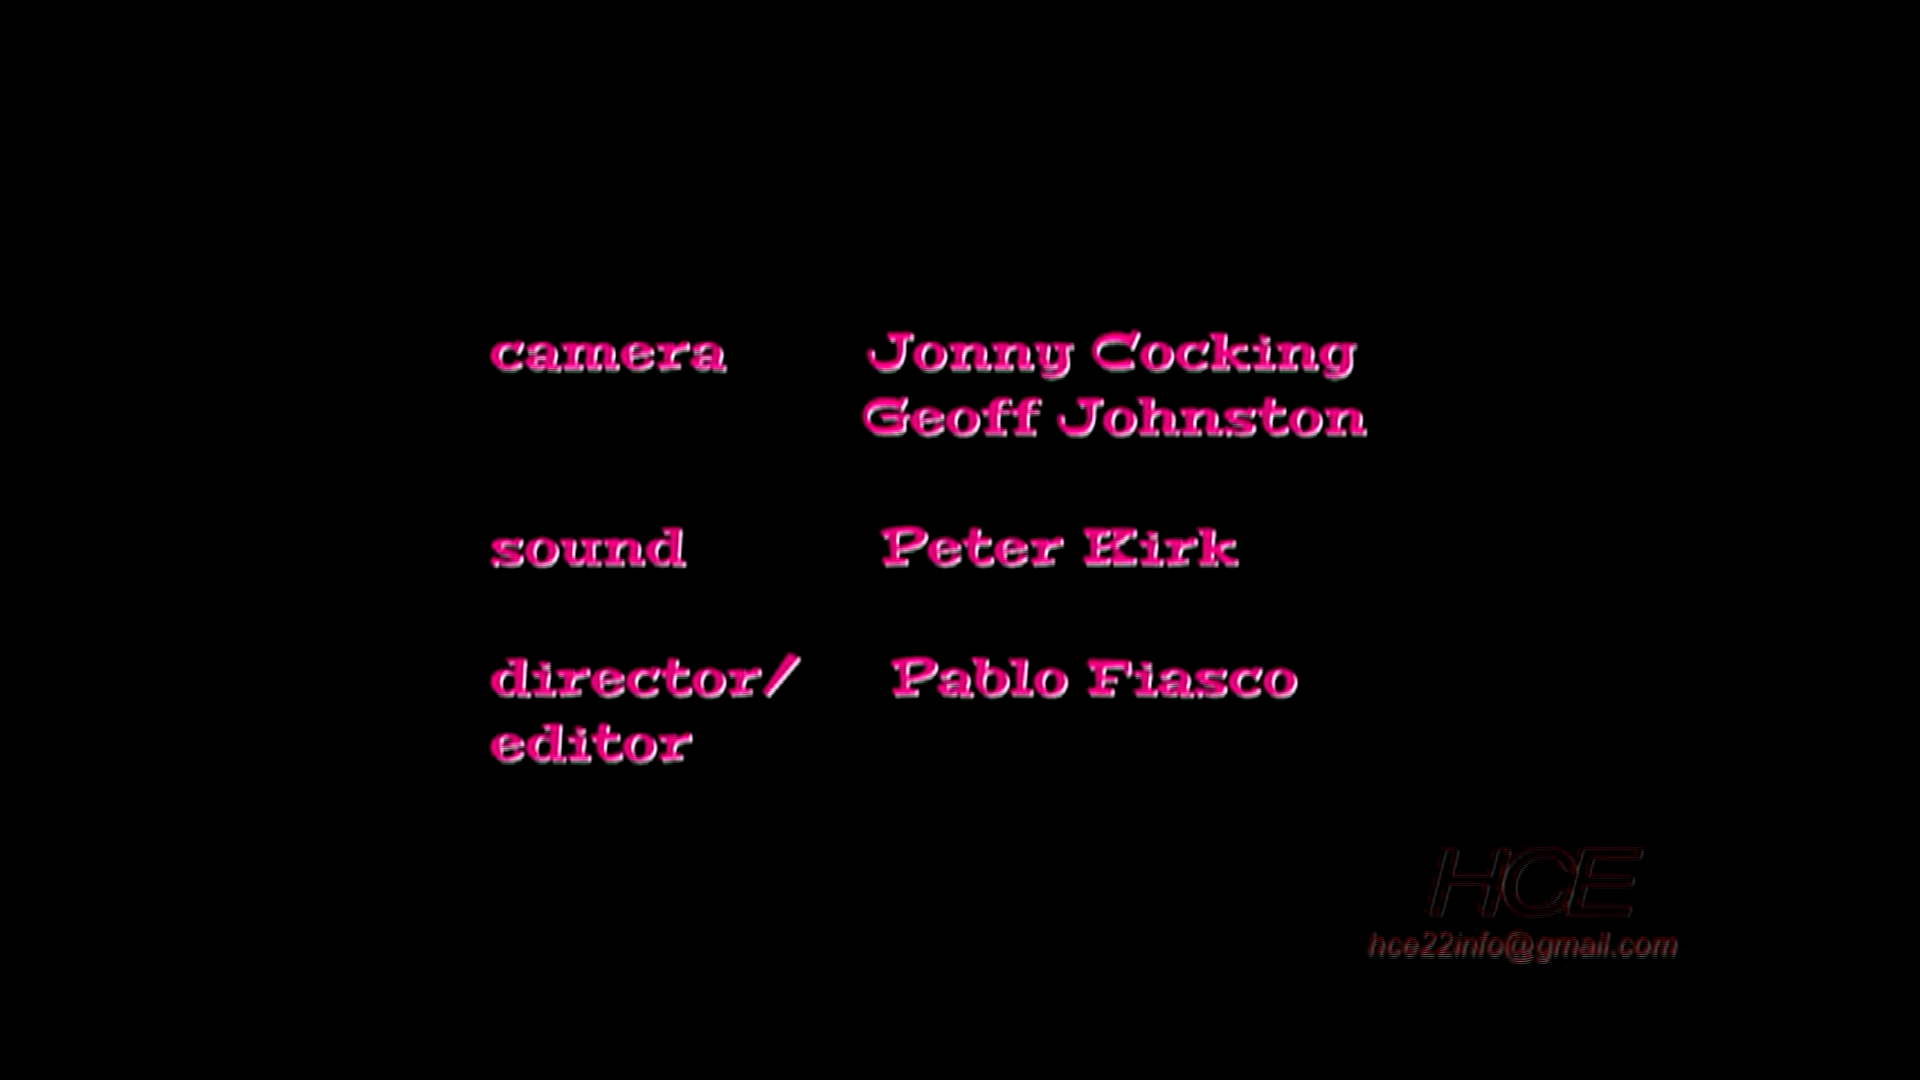 camera Jonny Cocking
Geoff Johnston
sound Peter Kirk
director/ Pablo Fiasco
editor
HCE
hce22info@gmail.com